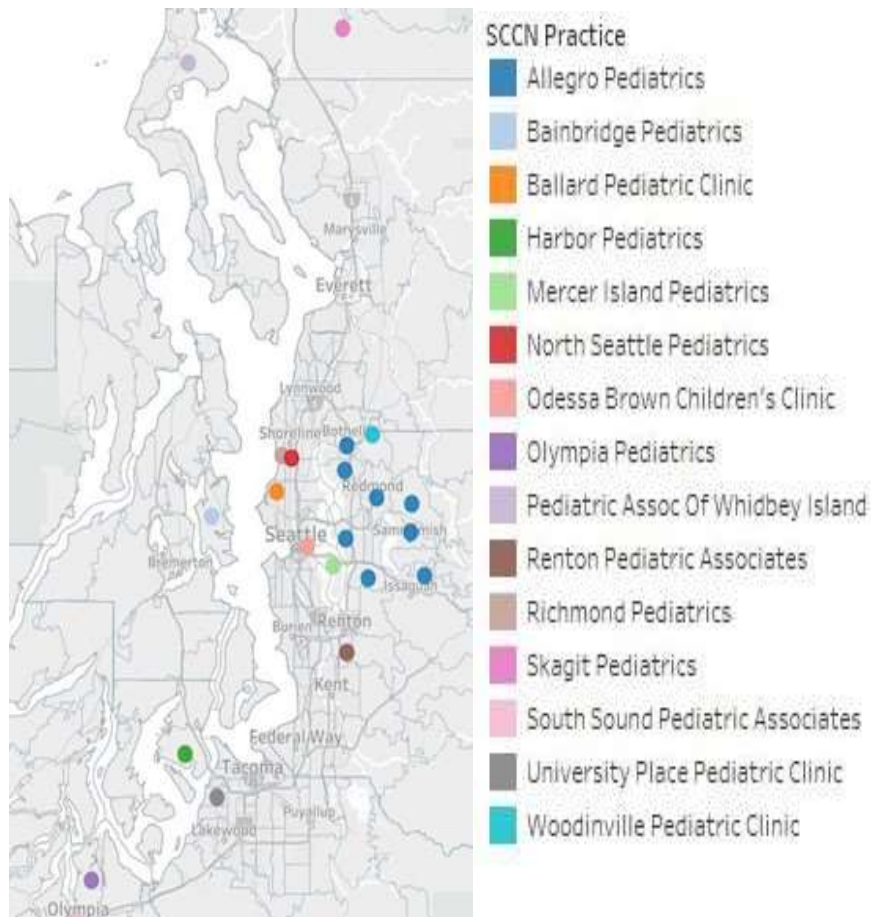 Marysville
Everett
Lynnwood
Shoreline
Bothell
Redmond
Seattle
Sammamish
Bremerton
Issaquah
Burien
Renton
Kent
Federal Way
Tacoma
Puyallup
Lakewood
Olympia
SCCN Practice
Allegro Pediatrics
Bainbridge Pediatrics
Ballard Pediatric Clinic
Harbor Pediatrics
Mercer Island Pediatrics
North Seattle Pediatrics
Odessa Brown Children's Clinic
Olympia Pediatrics
Pediatric Assoc Of Whidbey Island
Renton Pediatric Associates
Richmond Pediatrics
Skagit Pediatrics
South Sound Pediatric Associates
University Place Pediatric Clinic
Woodinville Pediatric Clinic